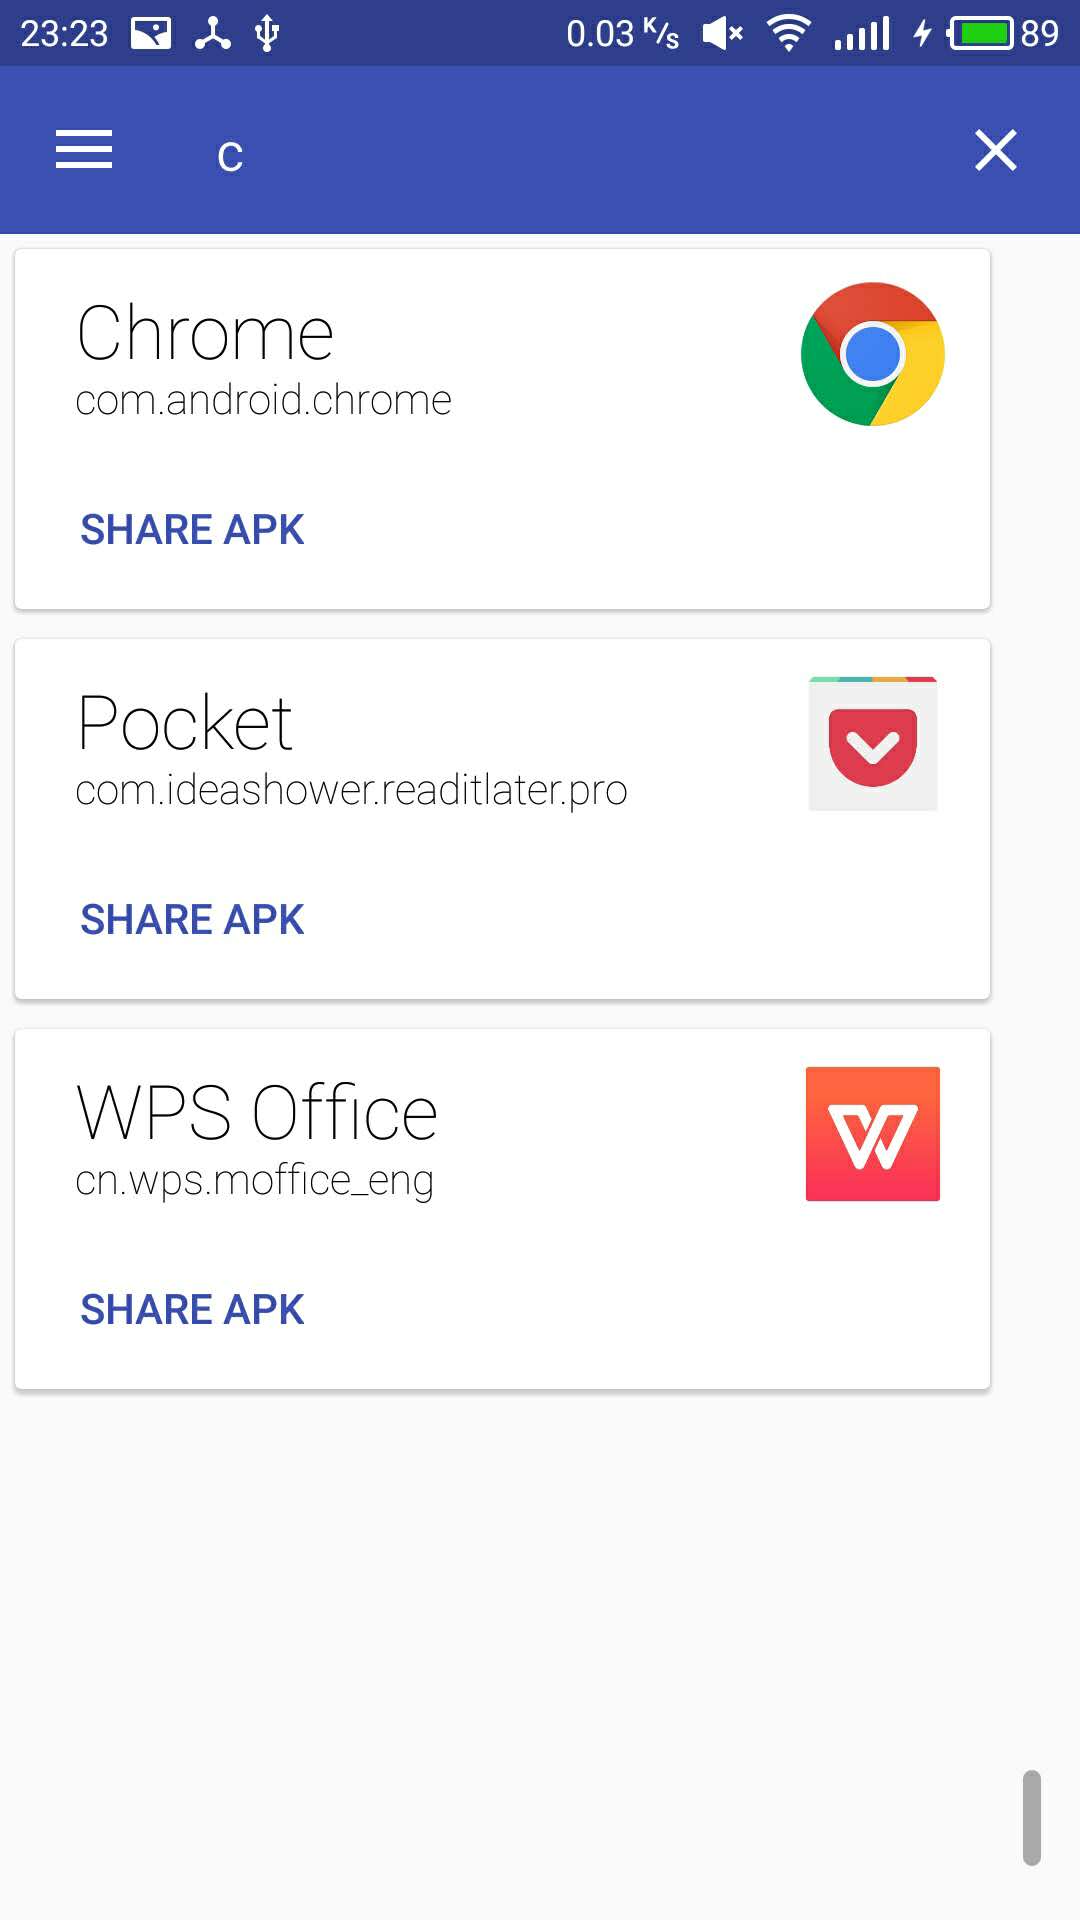 23:23 0.03 K/s 89
c
Chrome
com.android.chrome
SHARE APK
Pocket
com.ideashower.readitlater.pro
SHARE APK
WPS Office
cn.wps.moffice_eng
SHARE APK